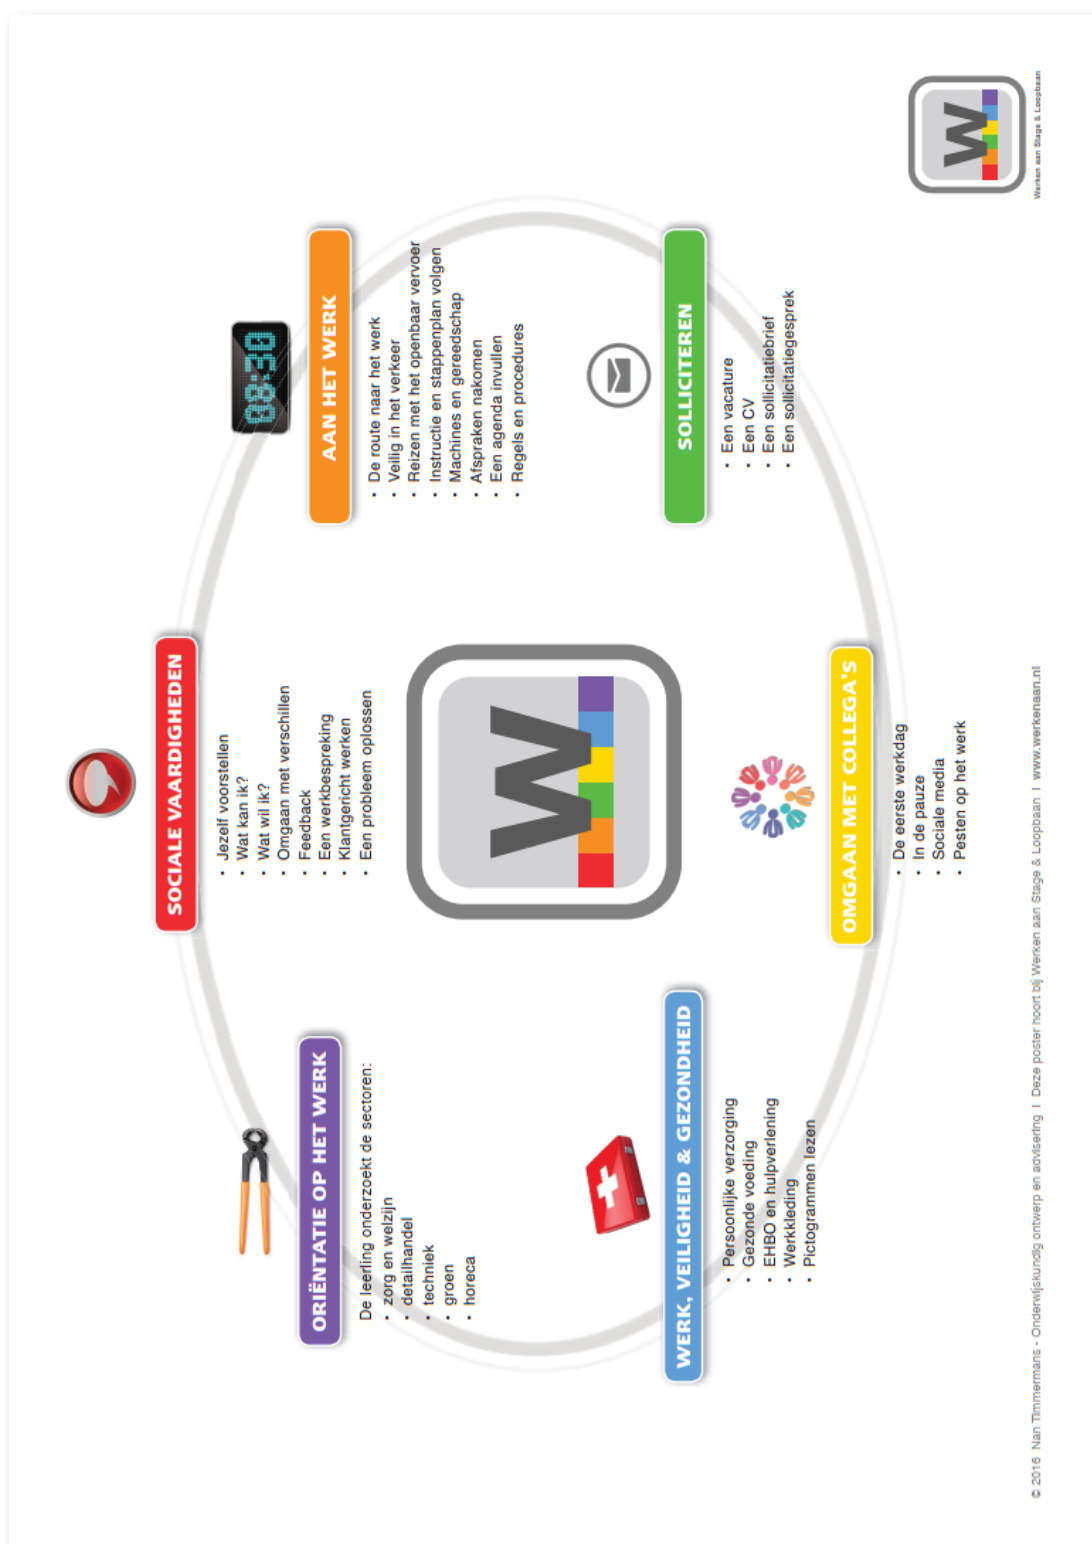 SOCIALE VAARDIGHEDEN
• Jezelf voorstellen
• Wat kan ik?
• Wat wil ik?
• Omgaan met verschillen
• Feedback
• Een werkbespreking
• Klantgericht werken
• Een probleem oplossen
08:30
AAN HET WERK
• De route naar het werk
• Veilig in het verkeer
• Reizen met het openbaar vervoer
• Instructie en stappenplan volgen
• Machines en gereedschap
• Afspraken nakomen
• Een agenda invullen
• Regels en procedures
SOLLICITEREN
• Een vacature
• Een CV
• Een sollicitatiebrief
• Een sollicitatiegesprek
OMGAAN MET COLLEGA'S
• De eerste werkdag
• In de pauze
• Sociale media
• Pesten op het werk
WERK, VEILIGHEID & GEZONDHEID
• Persoonlijke verzorging
• Gezonde voeding
• EHBO en hulpverlening
• Werkkleding
• Pictogrammen lezen
ORIËNTATIE OP HET WERK
De leerling onderzoekt de sectoren:
• zorg en welzijn
• detailhandel
• techniek
• groen
• horeca
W
W
Werken aan Stage & Loopbaan
© 2016 Nan Timmermans - Onderwijskundig ontwerp en advisering I Deze poster hoort bij Werken aan Stage & Loopbaan I www.werkenaan.nl